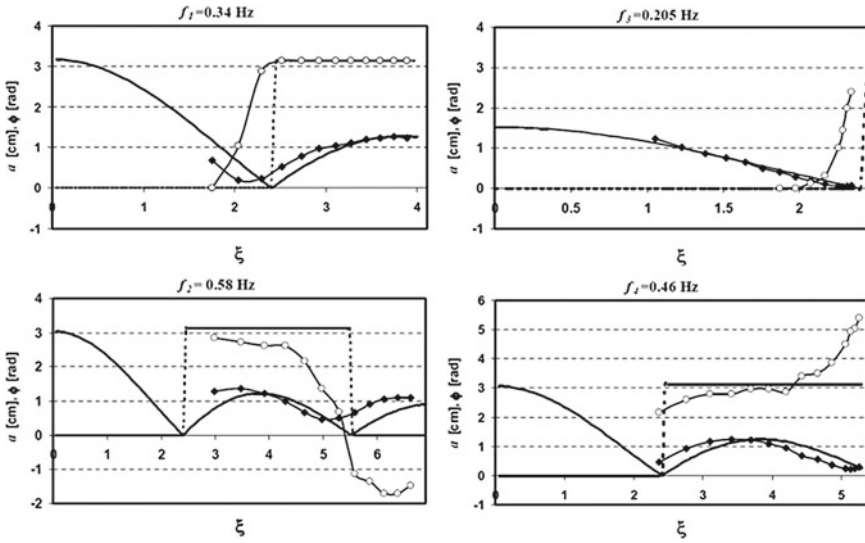 f₁=0.34 Hz
4
3
2
1
0
-1
a [cm], ϕ [rad]
0 1 2 3 4
ξ
f₃=0.205 Hz
4
3
2
1
0
-1
a [cm], ϕ [rad]
0 0.5 1 1.5 2
ξ
f₂= 0.58 Hz
4
3
2
1
0
-1
-2
a [cm], ϕ [rad]
0 1 2 3 4 5 6
ξ
f₄=0.46 Hz
6
5
4
3
2
1
0
-1
a [cm], ϕ [rad]
0 1 2 3 4 5
ξ